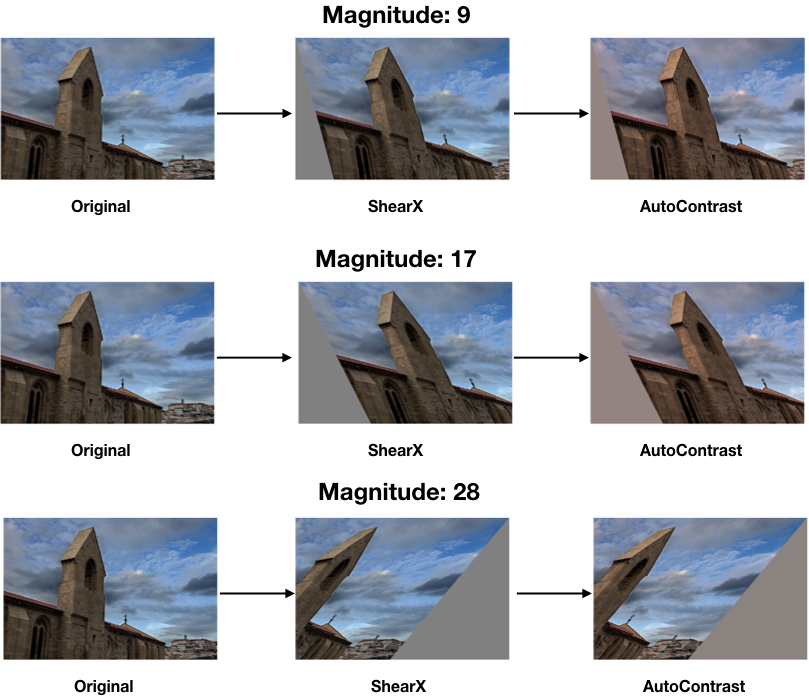 Magnitude: 9
Original
ShearX
AutoContrast
Magnitude: 17
Original
ShearX
AutoContrast
Magnitude: 28
Original
ShearX
AutoContrast